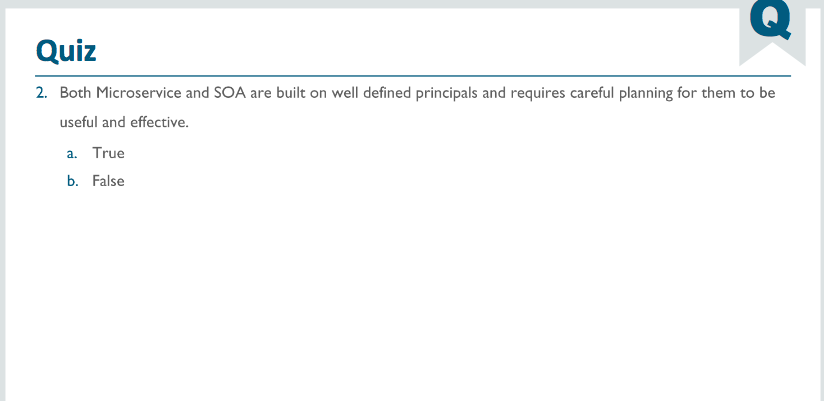 Q
Quiz
2. Both Microservice and SOA are built on well defined principals and requires careful planning for them to be
useful and effective.
a. True
b. False